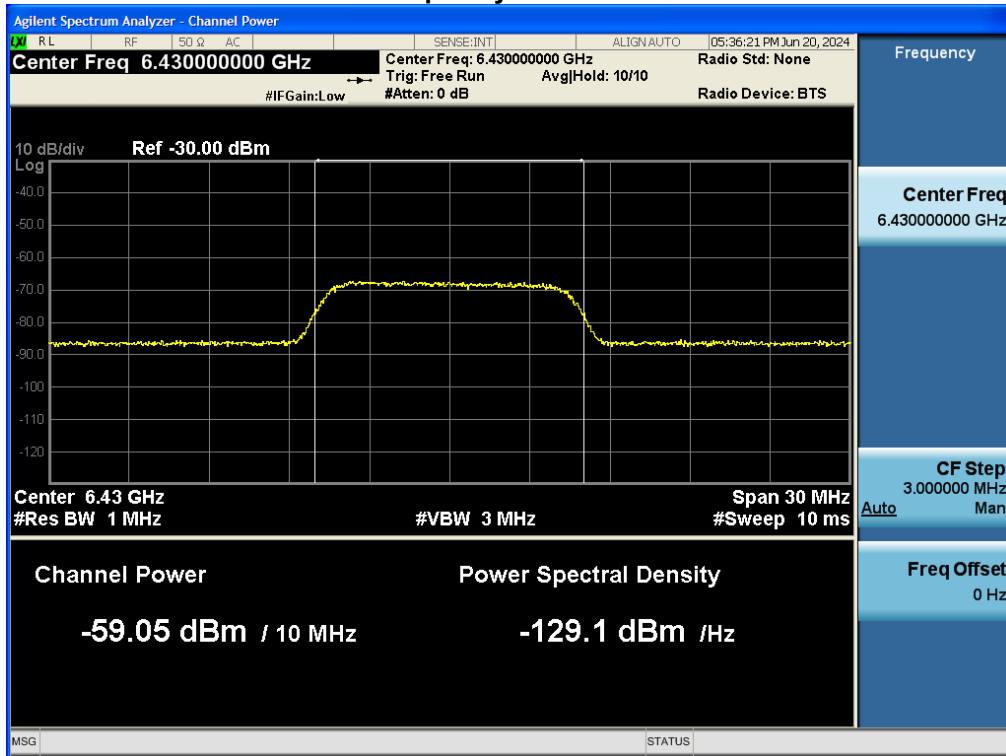 Agilent Spectrum Analyzer - Channel Power
LXI RL RF 50 Ω AC SENSE:INT ALIGN AUTO 05:36:21 PM Jun 20, 2024
Center Freq 6.430000000 GHz
Center Freq: 6.430000000 GHz Radio Std: None
Trig: Free Run Avg|Hold: 10/10
#IFGain:Low #Atten: 0 dB Radio Device: BTS
10 dB/div Ref -30.00 dBm
Log
-40.0
-50.0
-60.0
-70.0
-80.0
-90.0
-100
-110
-120
Center 6.43 GHz Span 30 MHz
#Res BW 1 MHz #VBW 3 MHz #Sweep 10 ms
Channel Power Power Spectral Density
-59.05 dBm / 10 MHz -129.1 dBm /Hz
Frequency
Center Freq
6.430000000 GHz
CF Step
3.000000 MHz
Auto Man
Freq Offset
0 Hz
MSG STATUS